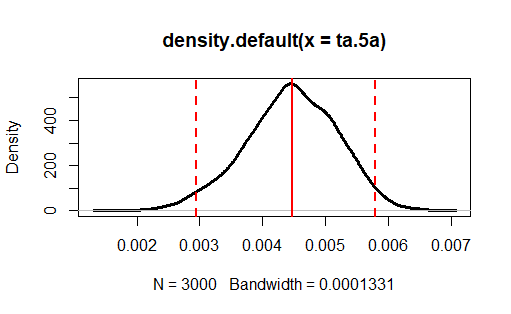 density.default(x = ta.5a)
Density
0
200
400
0.002 0.003 0.004 0.005 0.006 0.007
N = 3000 Bandwidth = 0.0001331